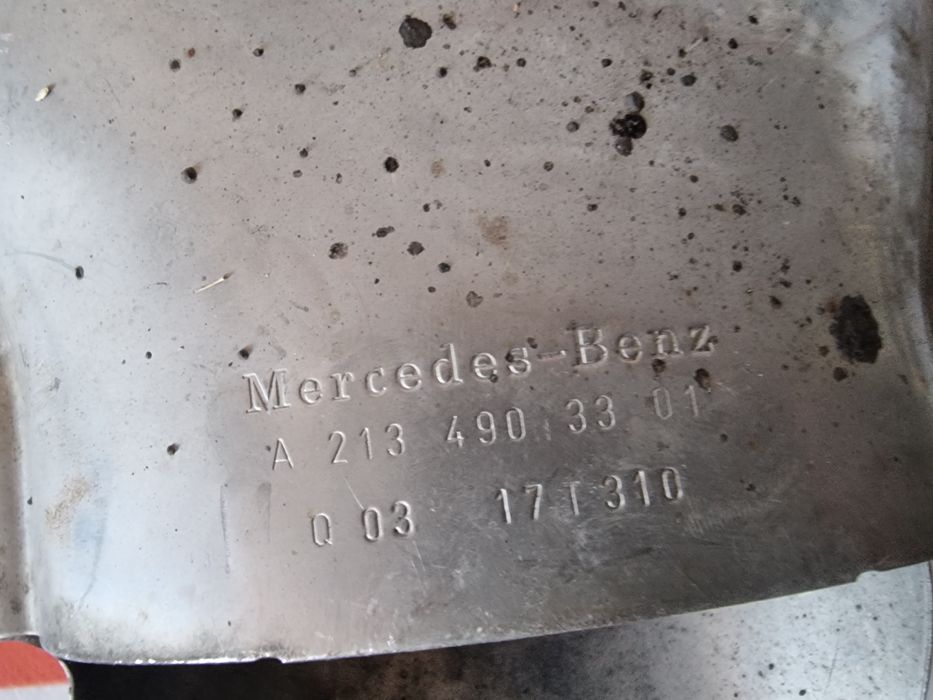 Mercedes-Benz
A 213 490 33 01
Q 03 17 T 310